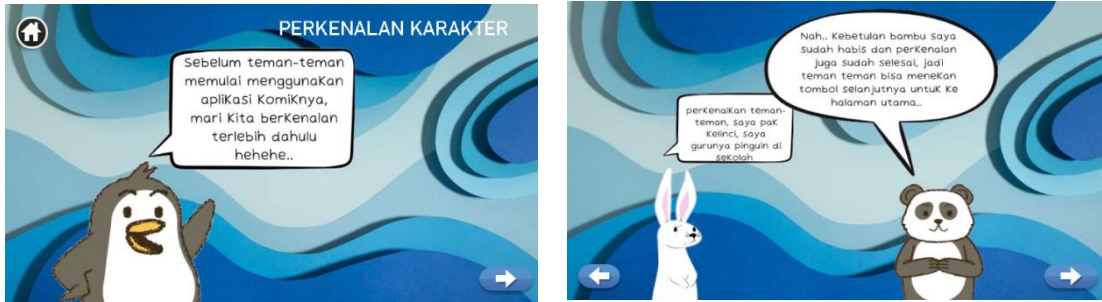 PERKENALAN KARAKTER
Sebelum teman-teman
memulai menggunakan
aplikasi Komiknya,
mari Kita berkenalan
terlebih dahulu
hehehe..
Nah.. Kebetulan bambu saya
sudah habis dan perkenalan
juga sudah selesai, jadi
teman teman bisa menekan
tombol selanjutnya untuk Ke
halaman utama..
perkenalkan teman-
teman, saya pak
Kelinci, saya
gurunya pinguin di
sekolah